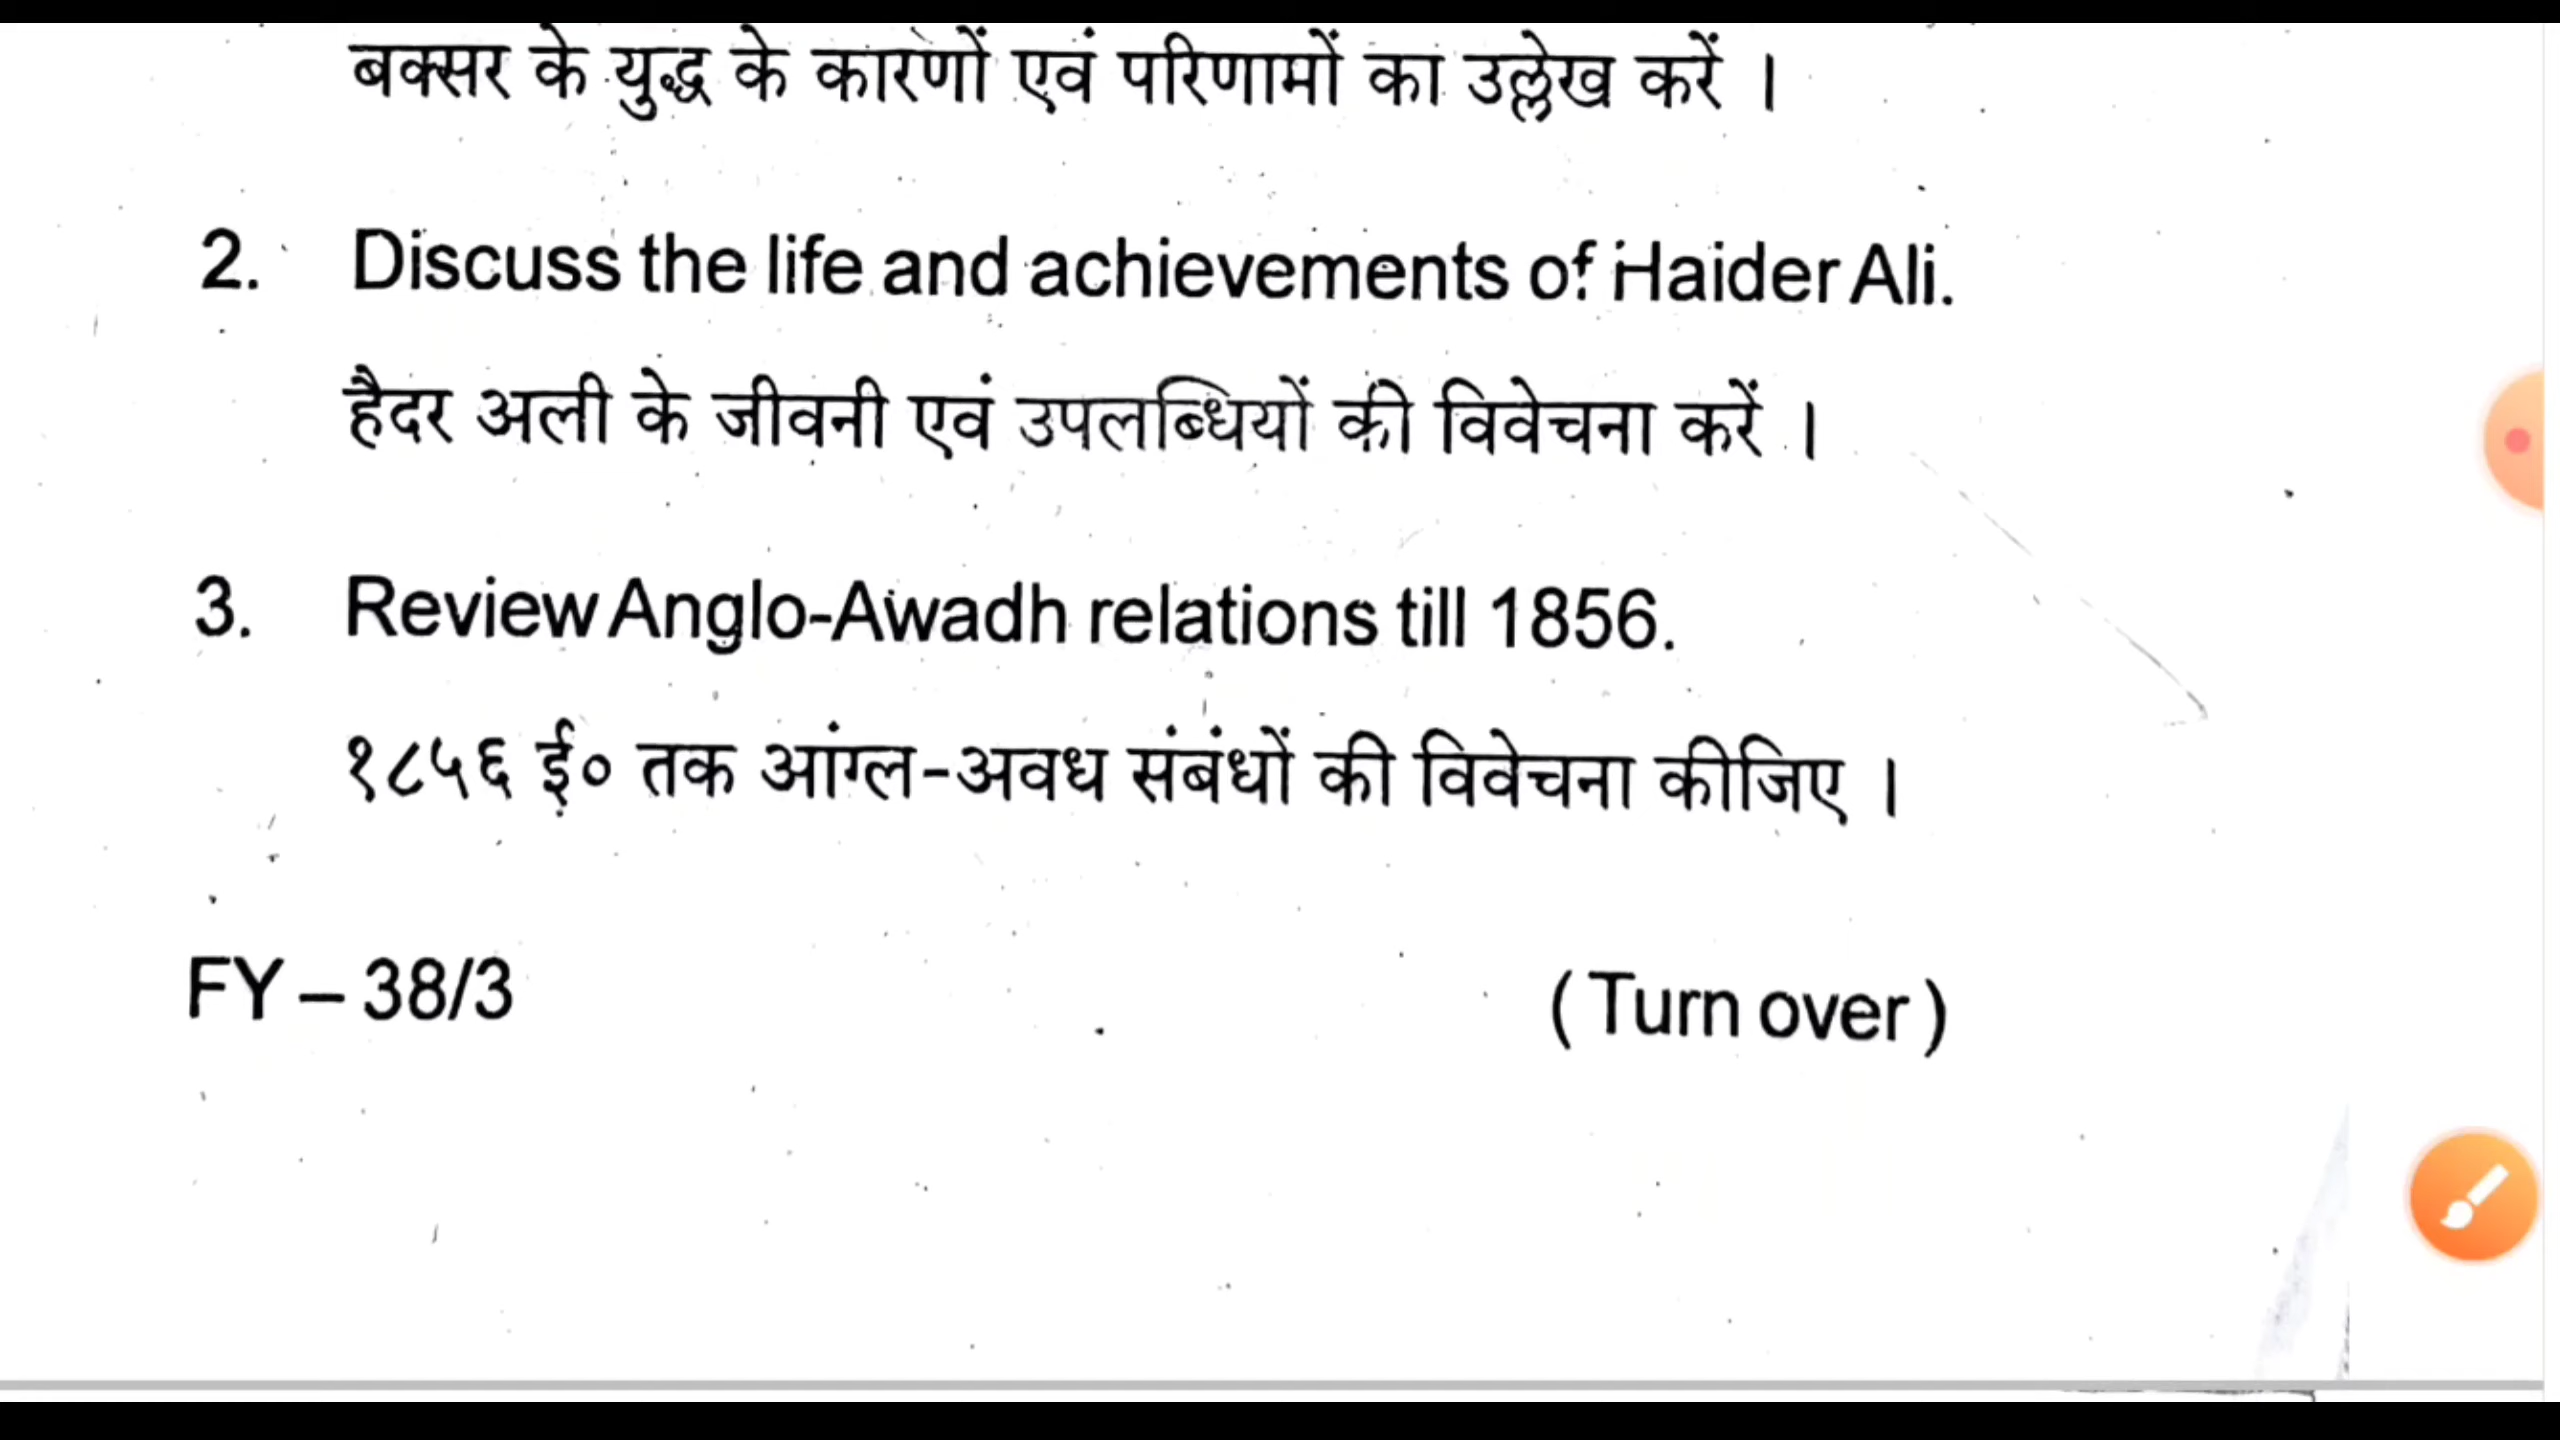 बक्सर के युद्ध के कारणों एवं परिणामों का उल्लेख करें ।
2. Discuss the life and achievements of Haider Ali.
हैदर अली के जीवनी एवं उपलब्धियों की विवेचना करें ।
3. Review Anglo-Awadh relations till 1856.
१८५६ ई० तक आंग्ल-अवध संबंधों की विवेचना कीजिए ।
FY – 38/3 (Turn over)